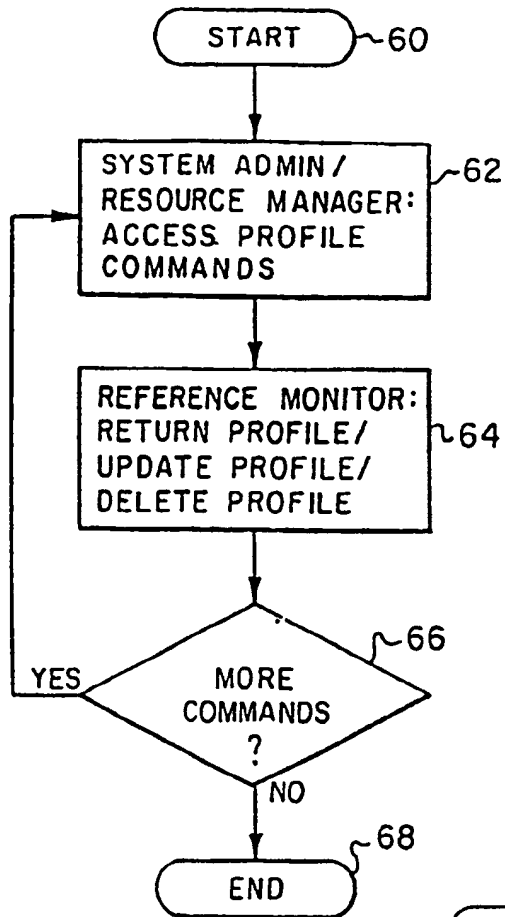 START
60
SYSTEM ADMIN/
RESOURCE MANAGER:
ACCESS PROFILE
COMMANDS
62
REFERENCE MONITOR:
RETURN PROFILE/
UPDATE PROFILE/
DELETE PROFILE
64
66
YES
MORE
COMMANDS
?
NO
68
END